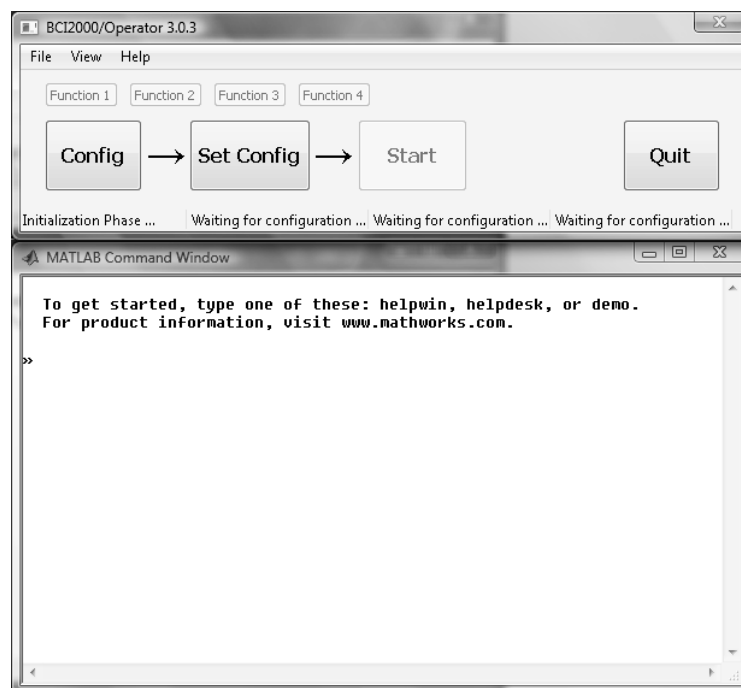 BCI2000/Operator 3.0.3
File View Help
Function 1 Function 2 Function 3 Function 4
Config → Set Config → Start Quit
Initialization Phase ... Waiting for configuration ... Waiting for configuration ... Waiting for configuration ...
MATLAB Command Window
To get started, type one of these: helpwin, helpdesk, or demo.
For product information, visit www.mathworks.com.
»